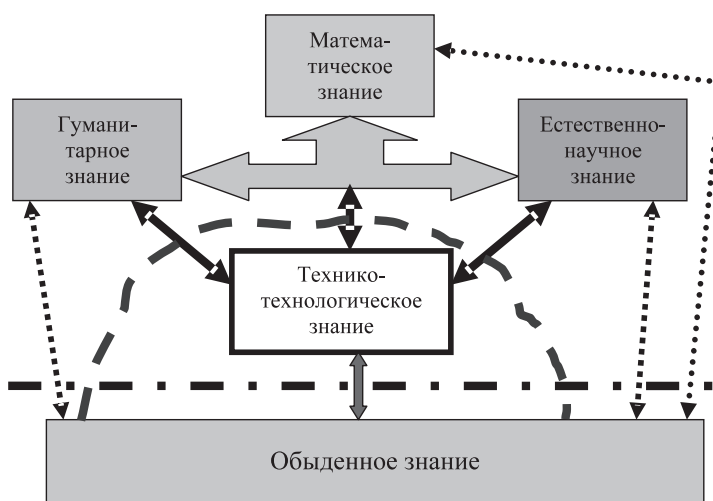 Матема-
тическое
знание
Гумани-
тарное
знание
Естественно-
научное
знание
Технико-
технологическое
знание
Обыденное знание